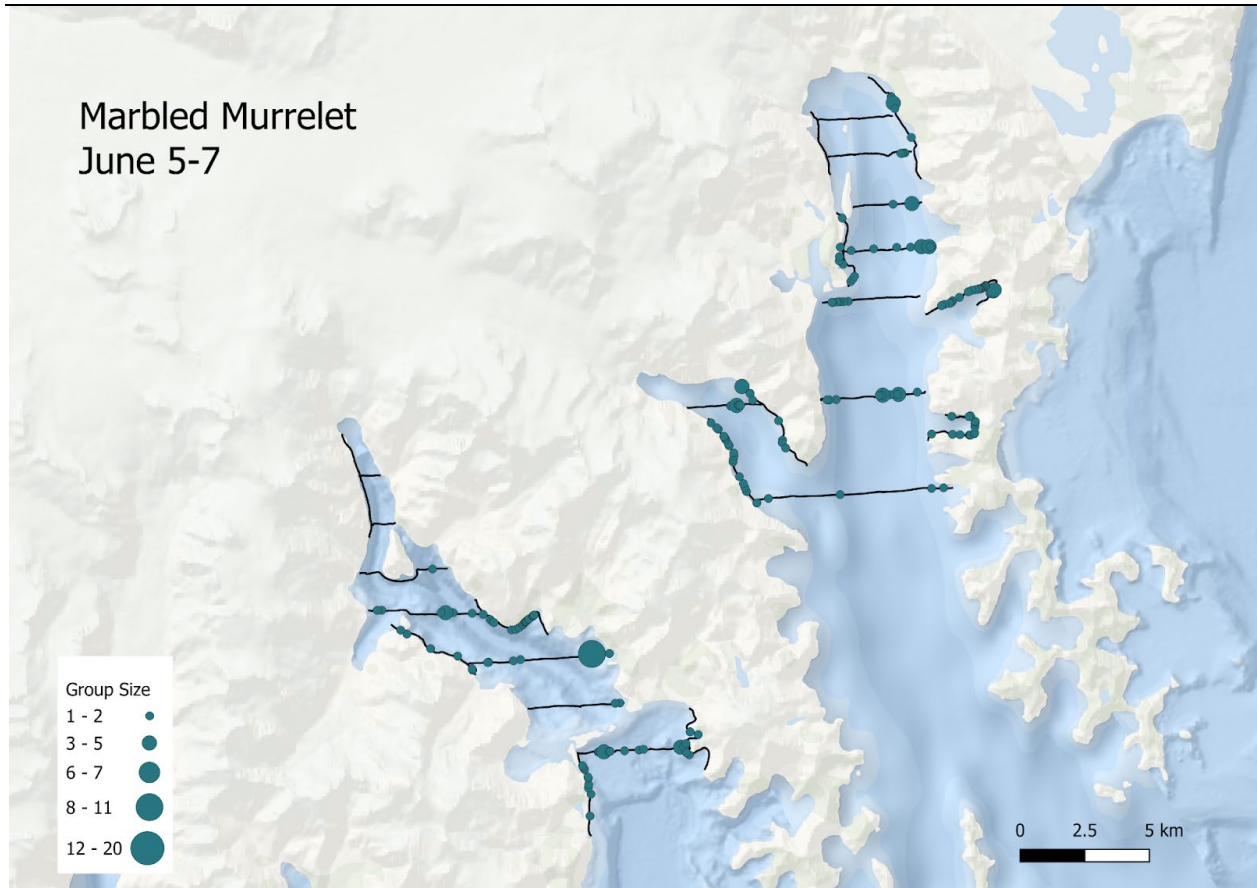 Marbled Murrelet
June 5-7
Group Size
1 - 2
3 - 5
6 - 7
8 - 11
12 - 20
0 2.5 5 km